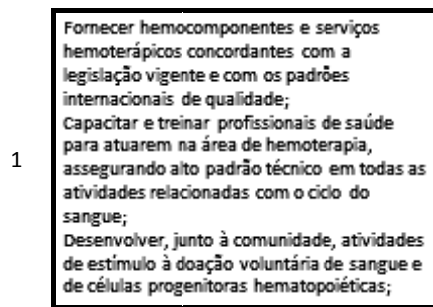 Fornecer hemocomponentes e serviços
hemoterápicos concordantes com a
legislação vigente e com os padrões
internacionais de qualidade;
Capacitar e treinar profissionais de saúde
para atuarem na área de hemoterapia,
1
assegurando alto padrão técnico em todas as
atividades relacionadas com o ciclo do
sangue;
Desenvolver, junto à comunidade, atividades
de estímulo à doação voluntária de sangue e
de células progenitoras hematopoiéticas;